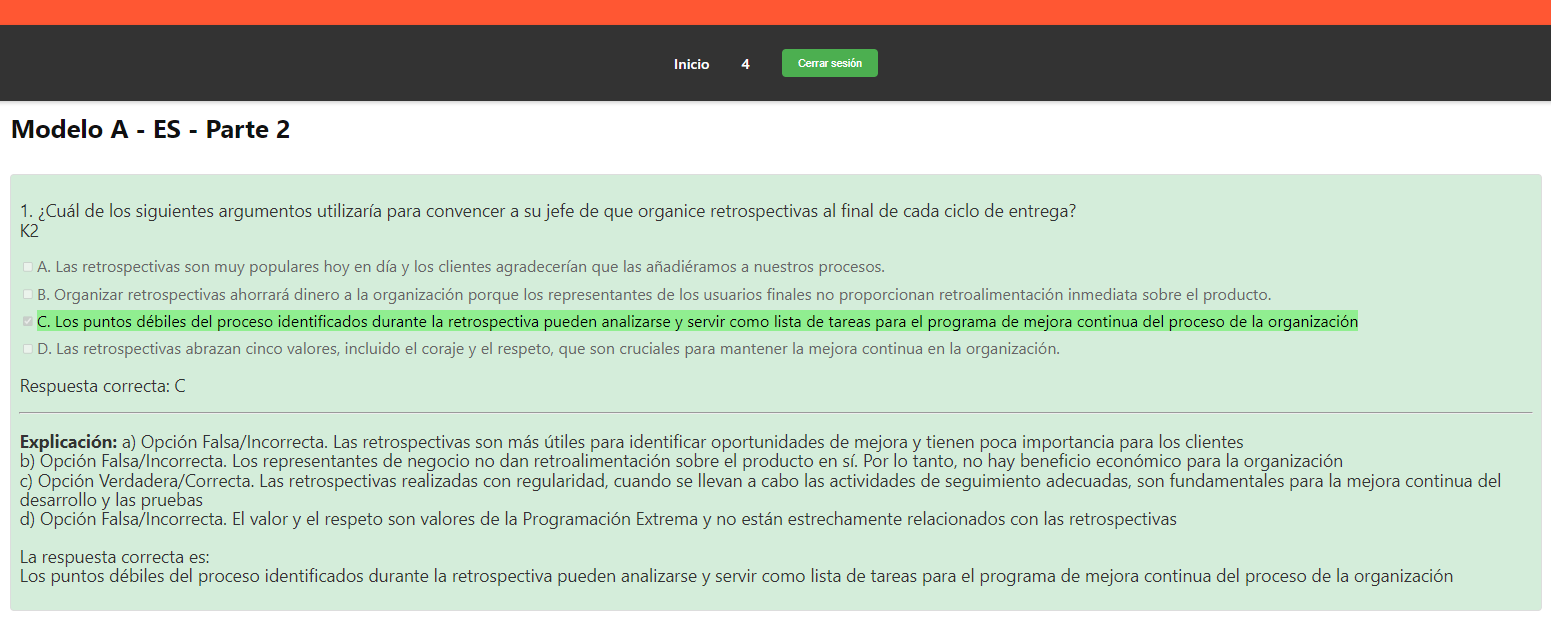 Inicio 4 Cerrar sesión
Modelo A - ES - Parte 2
1. ¿Cuál de los siguientes argumentos utilizaría para convencer a su jefe de que organice retrospectivas al final de cada ciclo de entrega?
K2
A. Las retrospectivas son muy populares hoy en día y los clientes agradecerían que las añadiéramos a nuestros procesos.
B. Organizar retrospectivas ahorrará dinero a la organización porque los representantes de los usuarios finales no proporcionan retroalimentación inmediata sobre el producto.
C. Los puntos débiles del proceso identificados durante la retrospectiva pueden analizarse y servir como lista de tareas para el programa de mejora continua del proceso de la organización
D. Las retrospectivas abrazan cinco valores, incluido el coraje y el respeto, que son cruciales para mantener la mejora continua en la organización.
Respuesta correcta: C
Explicación: a) Opción Falsa/Incorrecta. Las retrospectivas son más útiles para identificar oportunidades de mejora y tienen poca importancia para los clientes
b) Opción Falsa/Incorrecta. Los representantes de negocio no dan retroalimentación sobre el producto en sí. Por lo tanto, no hay beneficio económico para la organización
c) Opción Verdadera/Correcta. Las retrospectivas realizadas con regularidad, cuando se llevan a cabo las actividades de seguimiento adecuadas, son fundamentales para la mejora continua del
desarrollo y las pruebas
d) Opción Falsa/Incorrecta. El valor y el respeto son valores de la Programación Extrema y no están estrechamente relacionados con las retrospectivas
La respuesta correcta es:
Los puntos débiles del proceso identificados durante la retrospectiva pueden analizarse y servir como lista de tareas para el programa de mejora continua del proceso de la organización